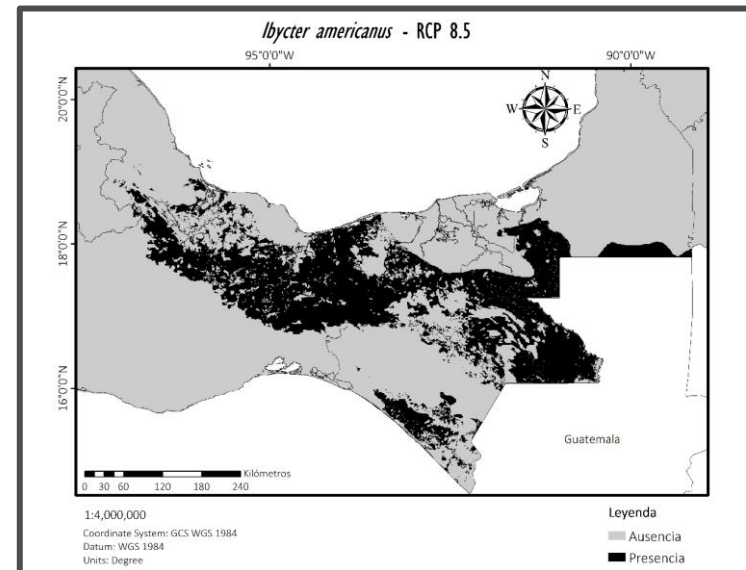 Ibycter americanus - RCP 8.5
95°0'0"W
90°0'0"W
20°0'0"N
18°0'0"N
16°0'0"N
N
W
E
S
Guatemala
Kilómetros
0 30 60 120 180 240
1:4,000,000
Coordinate System: GCS WGS 1984
Datum: WGS 1984
Units: Degree
Leyenda
Ausencia
Presencia